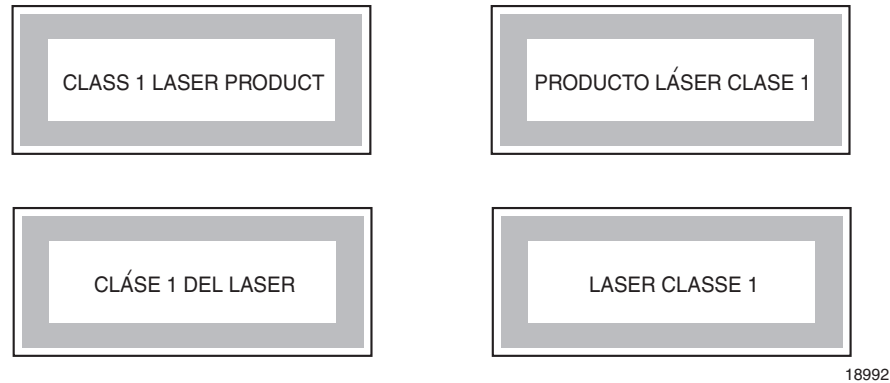 CLASS 1 LASER PRODUCT
PRODUCTO LÁSER CLASE 1
CLÁSE 1 DEL LASER
LASER CLASSE 1
18992